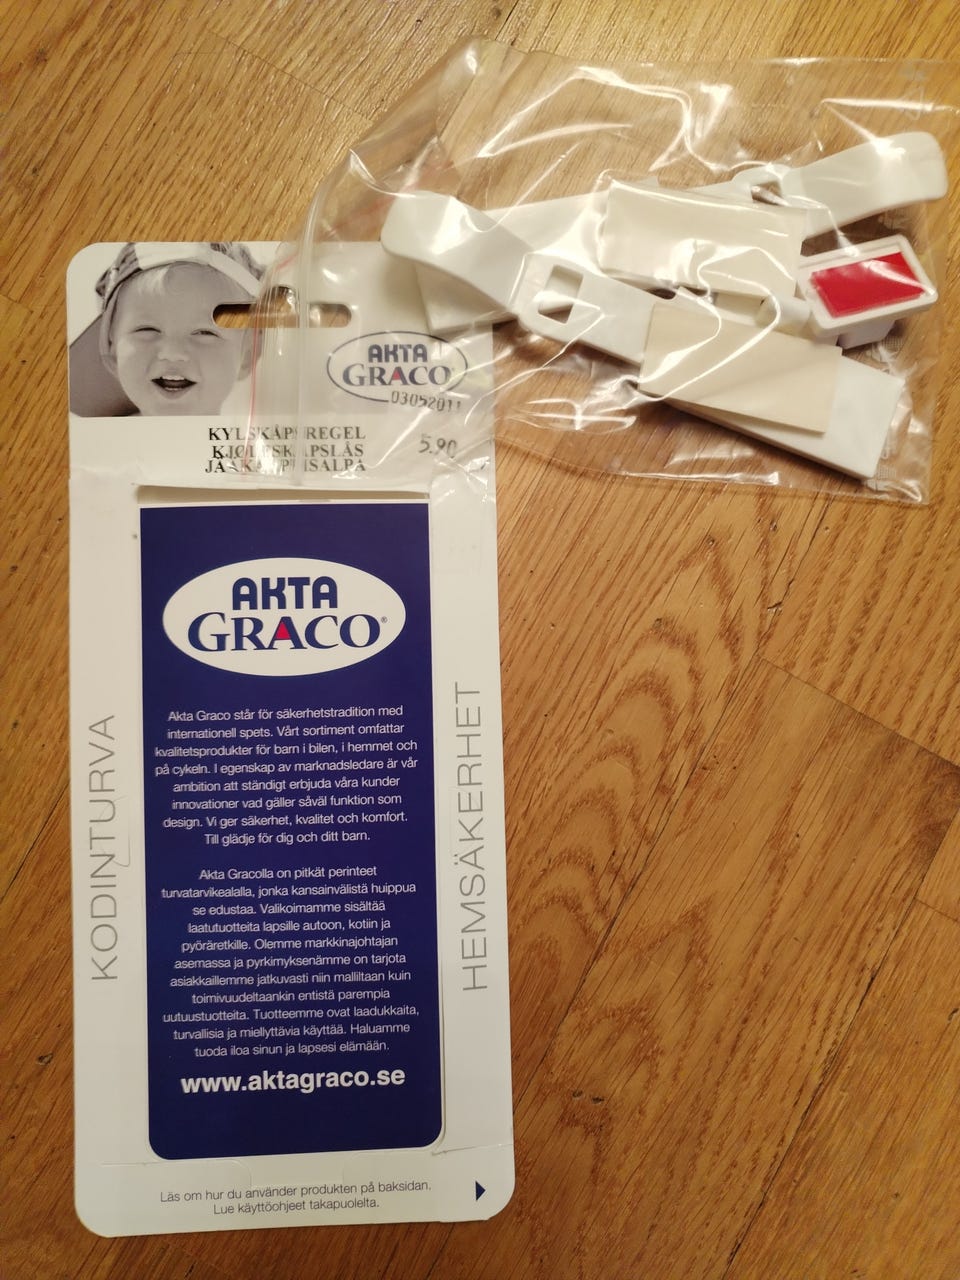 AKTA
GRACO
03052011
KYLSKÅPSREGEL
5.90
KJØLESKAPSLÅS
JÄÄKAAPPISALPA
AKTA
GRACO®
Akta Graco står för säkerhetstradition med
internationell spets. Vårt sortiment omfattar
kvalitetsprodukter för barn i bilen, i hemmet och
på cykeln. I egenskap av marknadsledare är vår
ambition att ständigt erbjuda våra kunder
innovationer vad gäller såväl funktion som
design. Vi ger säkerhet, kvalitet och komfort.
Till glädje för dig och ditt barn.
Akta Gracolla on pitkät perinteet
turvatarvikealalla, jonka kansainvälistä huippua
se edustaa. Valikoimamme sisältää
laatutuotteita lapsille autoon, kotiin ja
pyöräretkille. Olemme markkinajohtajan
asemassa ja pyrkimyksenämme on tarjota
asiakkaillemme jatkuvasti niin malliltaan kuin
toimivuudeltaankin entistä parempia
uutuustuotteita. Tuotteemme ovat laadukkaita,
turvallisia ja miellyttäviä käyttää. Haluamme
tuoda iloa sinun ja lapsesi elämään.
www.aktagraco.se
KODINTURVA
HEMSÄKERHET
Läs om hur du använder produkten på baksidan.
Lue käyttöohjeet takapuolelta.